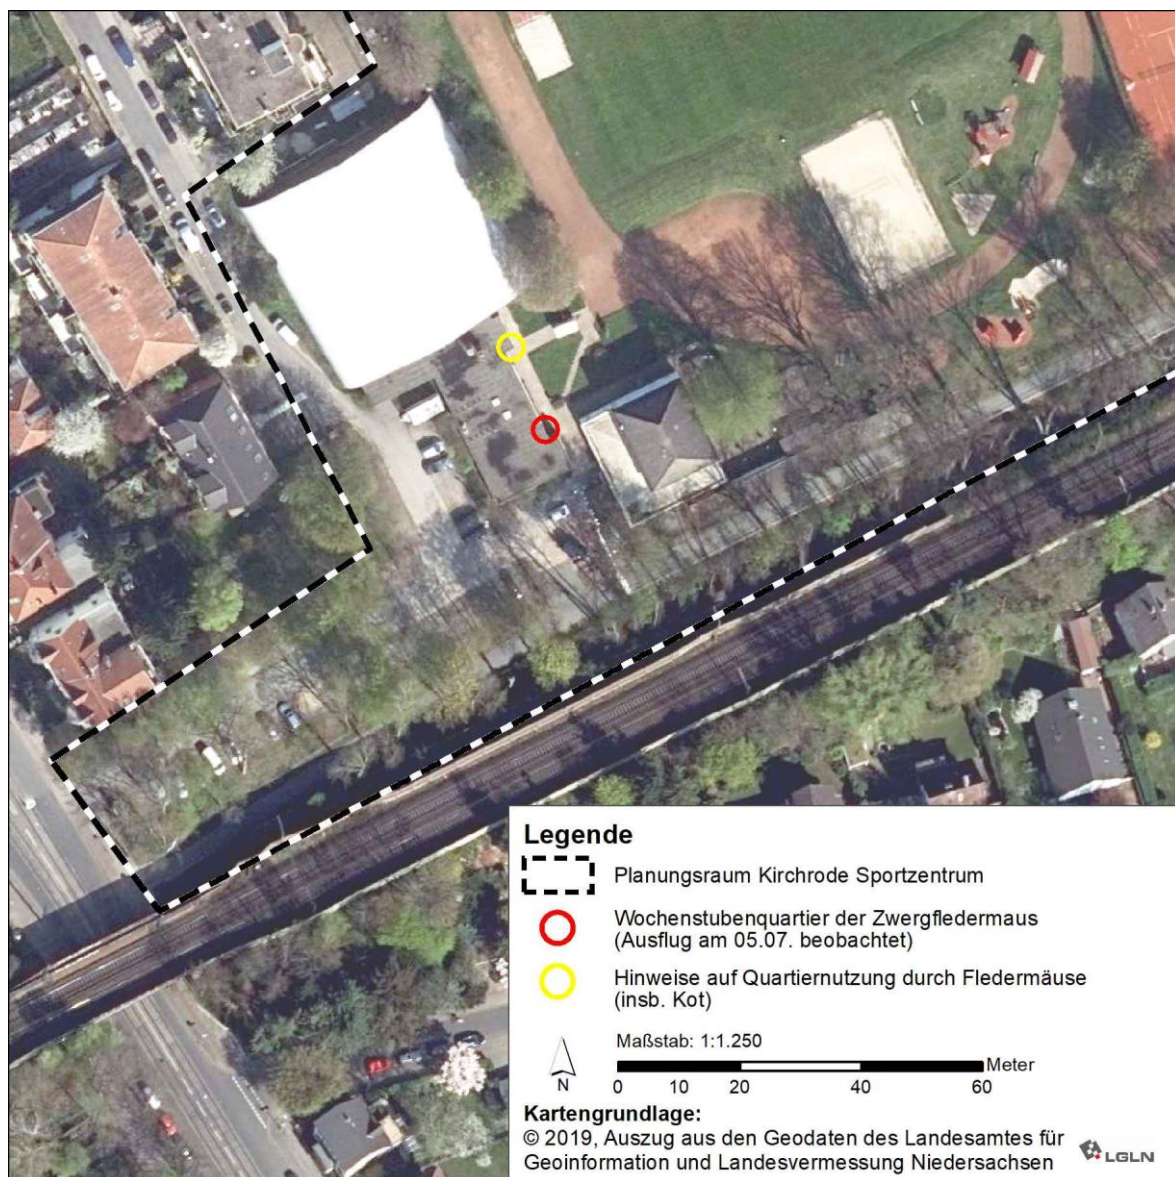 Legende
Planungsraum Kirchrode Sportzentrum
Wochenstubenquartier der Zwergfledermaus
(Ausflug am 05.07. beobachtet)
Hinweise auf Quartiernutzung durch Fledermäuse
(insb. Kot)
N
Maßstab: 1:1.250
Meter
0 10 20 40 60
Kartengrundlage:
© 2019, Auszug aus den Geodaten des Landesamtes für
Geoinformation und Landesvermessung Niedersachsen
LGLN